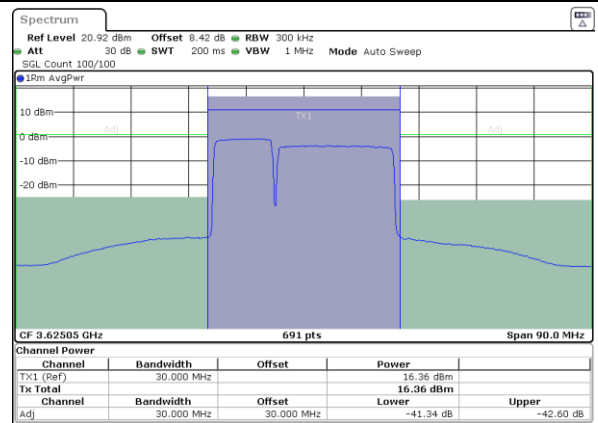 Spectrum
Ref Level 20.92 dBm Offset 8.42 dB RBW 300 kHz
Att 30 dB SWT 200 ms VBW 1 MHz Mode Auto Sweep
SGL Count 100/100
1Rm AvgPwr
TX1
10 dBm
Adj Adj
0 dBm
-10 dBm
-20 dBm
CF 3.62505 GHz 691 pts Span 90.0 MHz
Channel Power
Channel Bandwidth Offset Power
TX1 (Ref) 30.000 MHz 16.36 dBm
Tx Total 16.36 dBm
Channel Bandwidth Offset Lower Upper
Adj 30.000 MHz 30.000 MHz -41.34 dB -42.60 dB